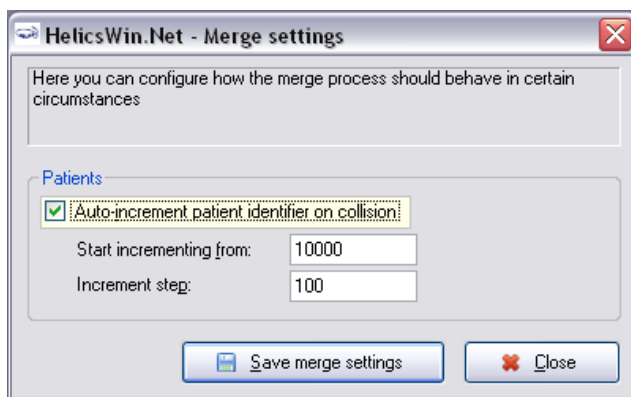 HelicsWin.Net - Merge settings
Here you can configure how the merge process should behave in certain
circumstances
Patients
Auto-increment patient identifier on collision
Start incrementing from: 10000
Increment step: 100
Save merge settings Close